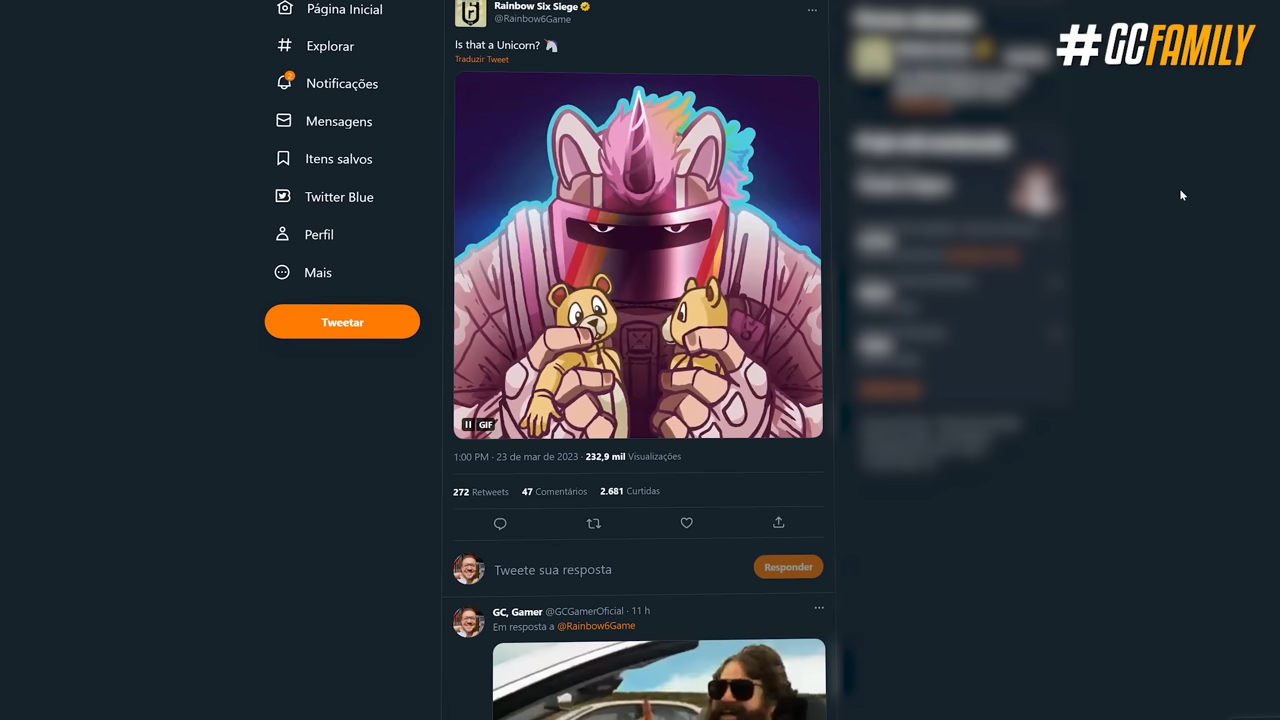 #GCFAMILY
Página Inicial
Explorar
2
Notificações
Mensagens
Itens salvos
Twitter Blue
Perfil
Mais
Tweetar
Rainbow Six Siege
@Rainbow6Game
Is that a Unicorn? 🦄
Traduzir Tweet
GIF
1:00 PM · 23 de mar de 2023 · 232,9 mil Visualizações
272 Retweets 47 Comentários 2.681 Curtidas
Tweete sua resposta
Responder
GC, Gamer @GCGamerOficial · 11 h
Em resposta a @Rainbow6Game